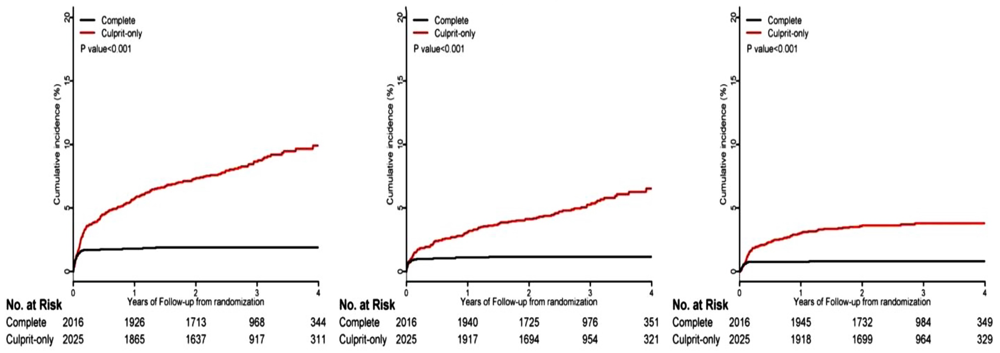 Complete
Culprit-only
P value<0.001
Cumulative incidence (%)
20
15
10
5
0
0 1 2 3 4
Years of Follow-up from randomization
No. at Risk
Complete 2016 1926 1713 968 344
Culprit-only 2025 1865 1637 917 311
Complete
Culprit-only
P value<0.001
Cumulative incidence (%)
20
15
10
5
0
0 1 2 3 4
Years of Follow-up from randomization
No. at Risk
Complete 2016 1940 1725 976 351
Culprit-only 2025 1917 1694 954 321
Complete
Culprit-only
P value<0.001
Cumulative incidence (%)
20
15
10
5
0
0 1 2 3 4
Years of Follow-up from randomization
No. at Risk
Complete 2016 1945 1732 984 349
Culprit-only 2025 1918 1699 964 329